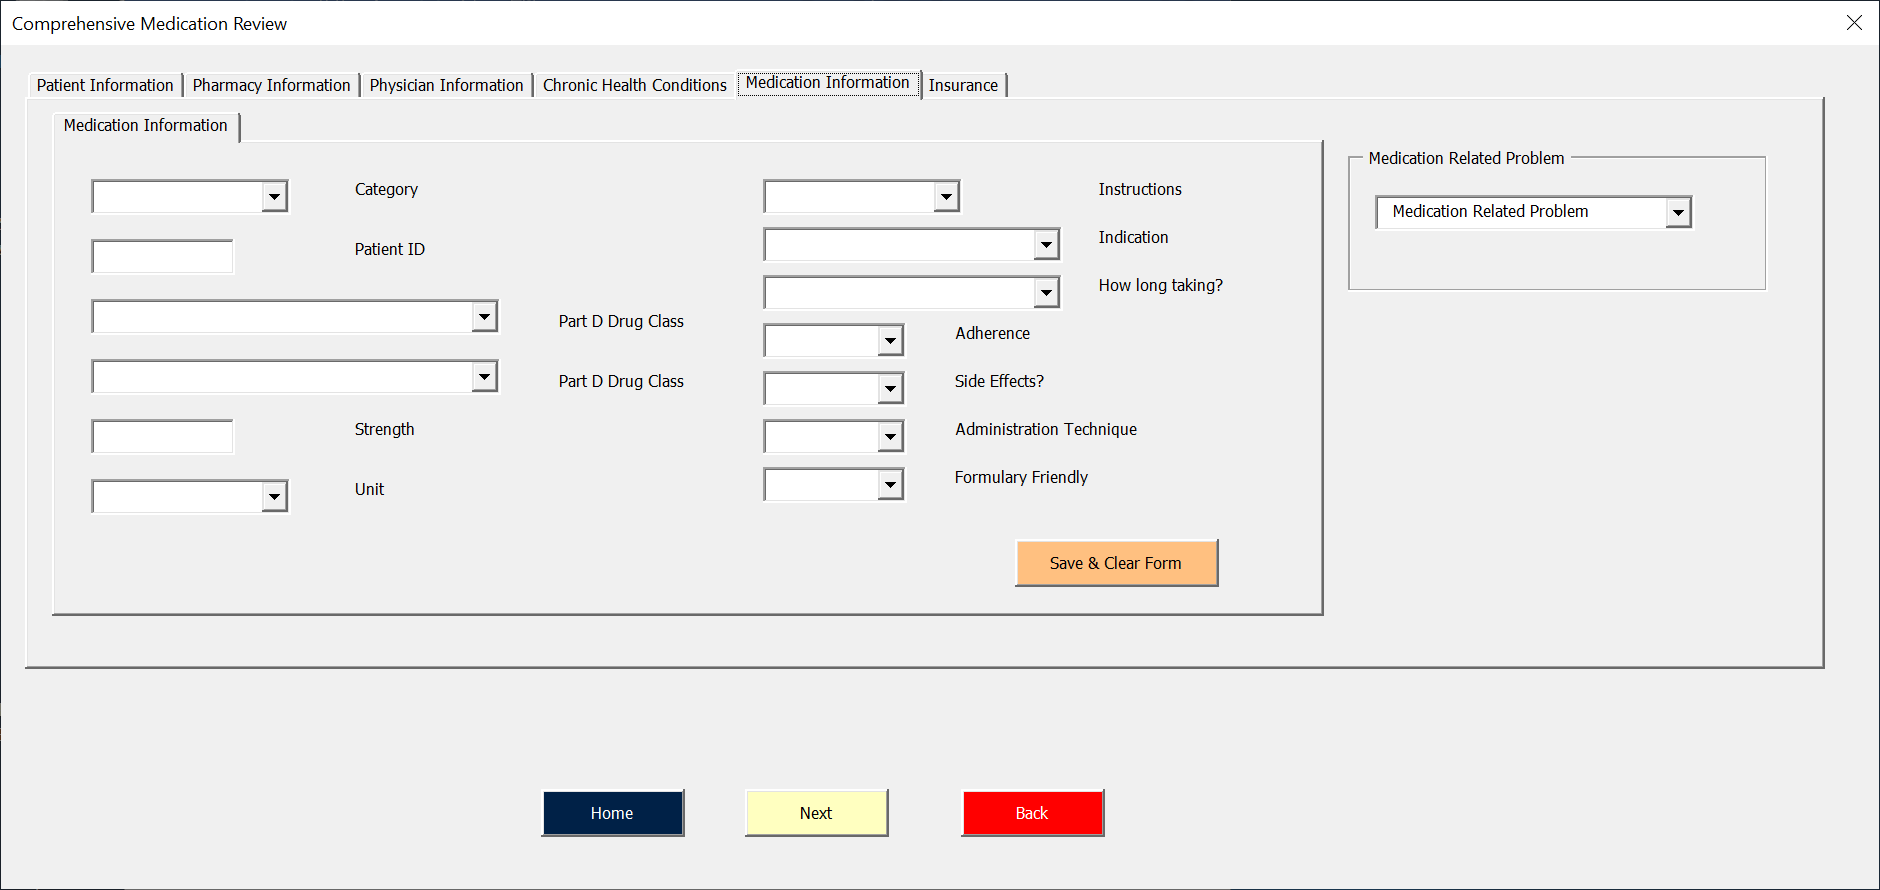 Comprehensive Medication Review
Patient Information
Pharmacy Information
Physician Information
Chronic Health Conditions
Medication Information
Insurance
Medication Information
Category
Patient ID
Part D Drug Class
Part D Drug Class
Strength
Unit
Instructions
Indication
How long taking?
Adherence
Side Effects?
Administration Technique
Formulary Friendly
Save & Clear Form
Medication Related Problem
Medication Related Problem
Home
Next
Back